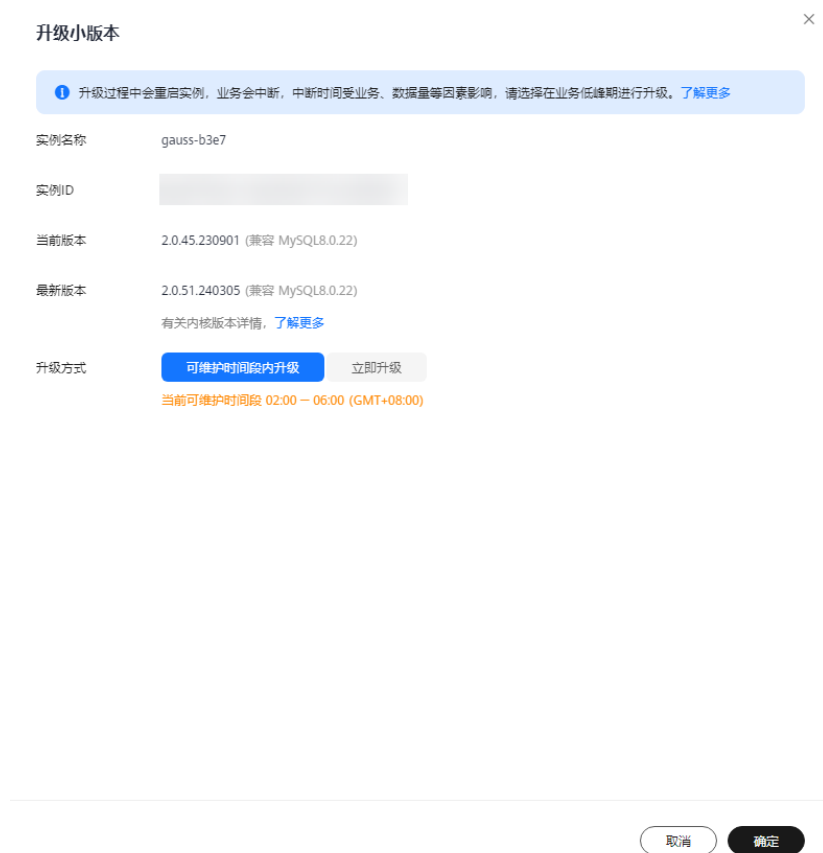 升级小版本
升级过程中会重启实例，业务会中断，中断时间受业务、数据量等因素影响，请选择在业务低峰期进行升级。了解更多
实例名称 gauss-b3e7
实例ID
当前版本 2.0.45.230901 (兼容 MySQL8.0.22)
最新版本 2.0.51.240305 (兼容 MySQL8.0.22)
有关内核版本详情，了解更多
升级方式 可维护时间段内升级 立即升级
当前可维护时间段 02:00 — 06:00 (GMT+08:00)
取消 确定